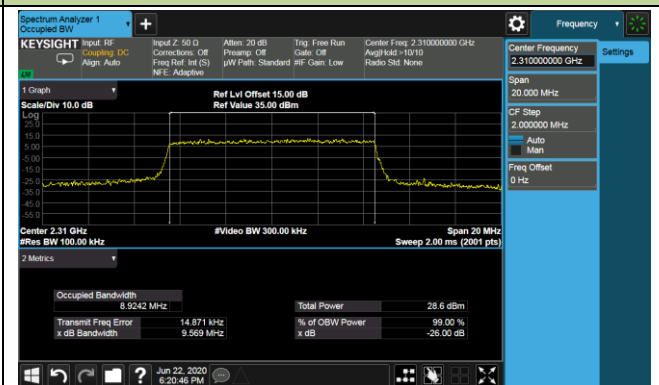 Spectrum Analyzer 1
Occupied BW
+
Frequency
KEYSIGHT
Input: RF
Coupling: DC
Align: Auto
Input Z: 50 Ω
Corrections: Off
Freq Ref: Int (S)
NFE: Adaptive
Atten: 20 dB
Preamp: Off
µW Path: Standard
Trig: Free Run
Gate: Off
#IF Gain: Low
Center Freq: 2.310000000 GHz
Avg|Hold:>10/10
Radio Std: None
Center Frequency
2.310000000 GHz
Settings
Span
20.000 MHz
CF Step
2.000000 MHz
Auto
Man
Freq Offset
0 Hz
1 Graph
Scale/Div 10.0 dB
Ref Lvl Offset 15.00 dB
Ref Value 35.00 dBm
Log
25.0
15.0
5.00
-5.00
-15.0
-25.0
-35.0
-45.0
-55.0
Center 2.31 GHz
#Video BW 300.00 kHz
Span 20 MHz
#Res BW 100.00 kHz
Sweep 2.00 ms (2001 pts)
2 Metrics
Occupied Bandwidth
8.9242 MHz
Total Power 28.6 dBm
Transmit Freq Error 14.871 kHz
% of OBW Power 99.00 %
x dB Bandwidth 9.569 MHz
x dB -26.00 dB
?
Jun 22, 2020
6:20:46 PM